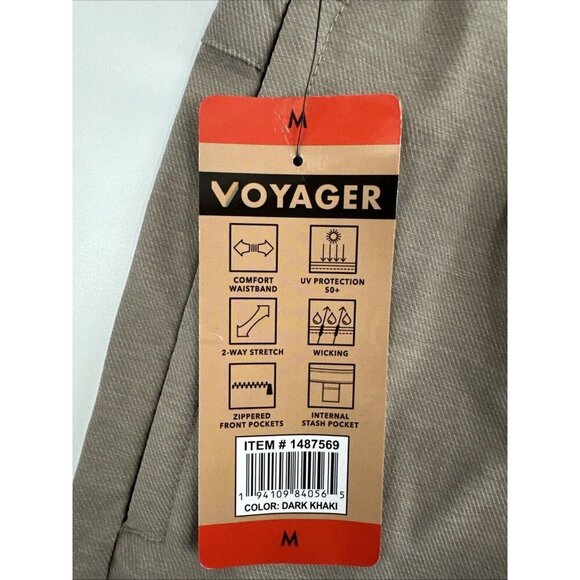 M
VOYAGER
COMFORT
WAISTBAND
UV PROTECTION
50+
2-WAY STRETCH
WICKING
ZIPPERED
FRONT POCKETS
INTERNAL
STASH POCKET
ITEM # 1487569
1 94109 84056 5
COLOR: DARK KHAKI
M